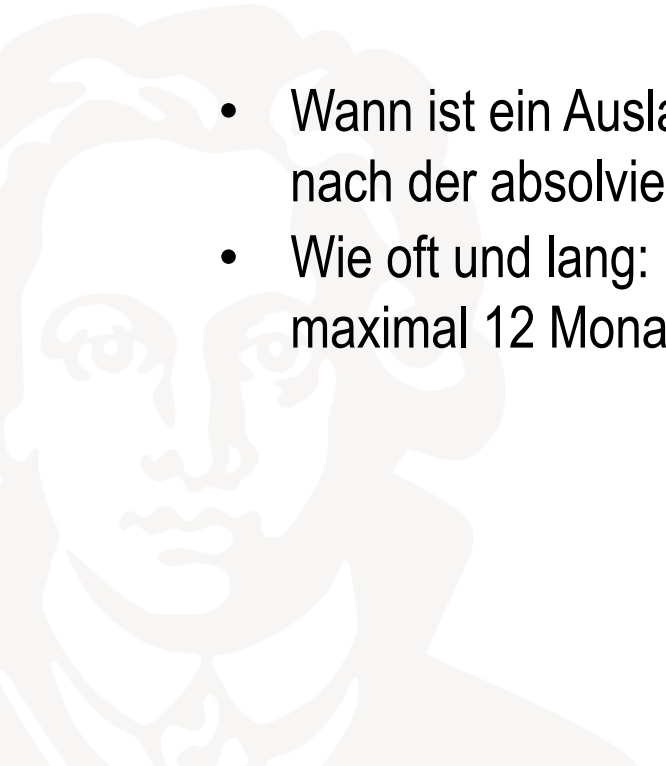 • Wann ist ein Ausla
nach der absolvie
• Wie oft und lang:
maximal 12 Mona